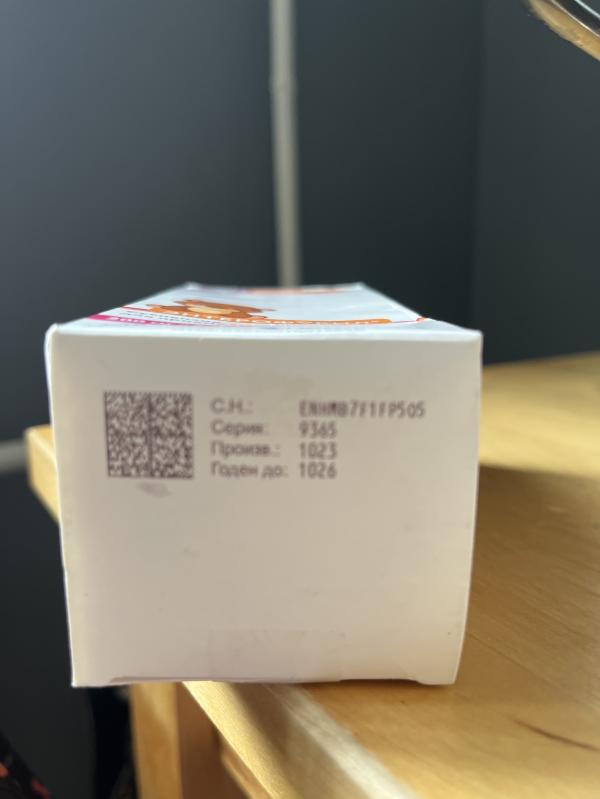 С.Н.: ENHMB7F1FP505
Серия: 9365
Произв.: 1023
Годен до: 1026